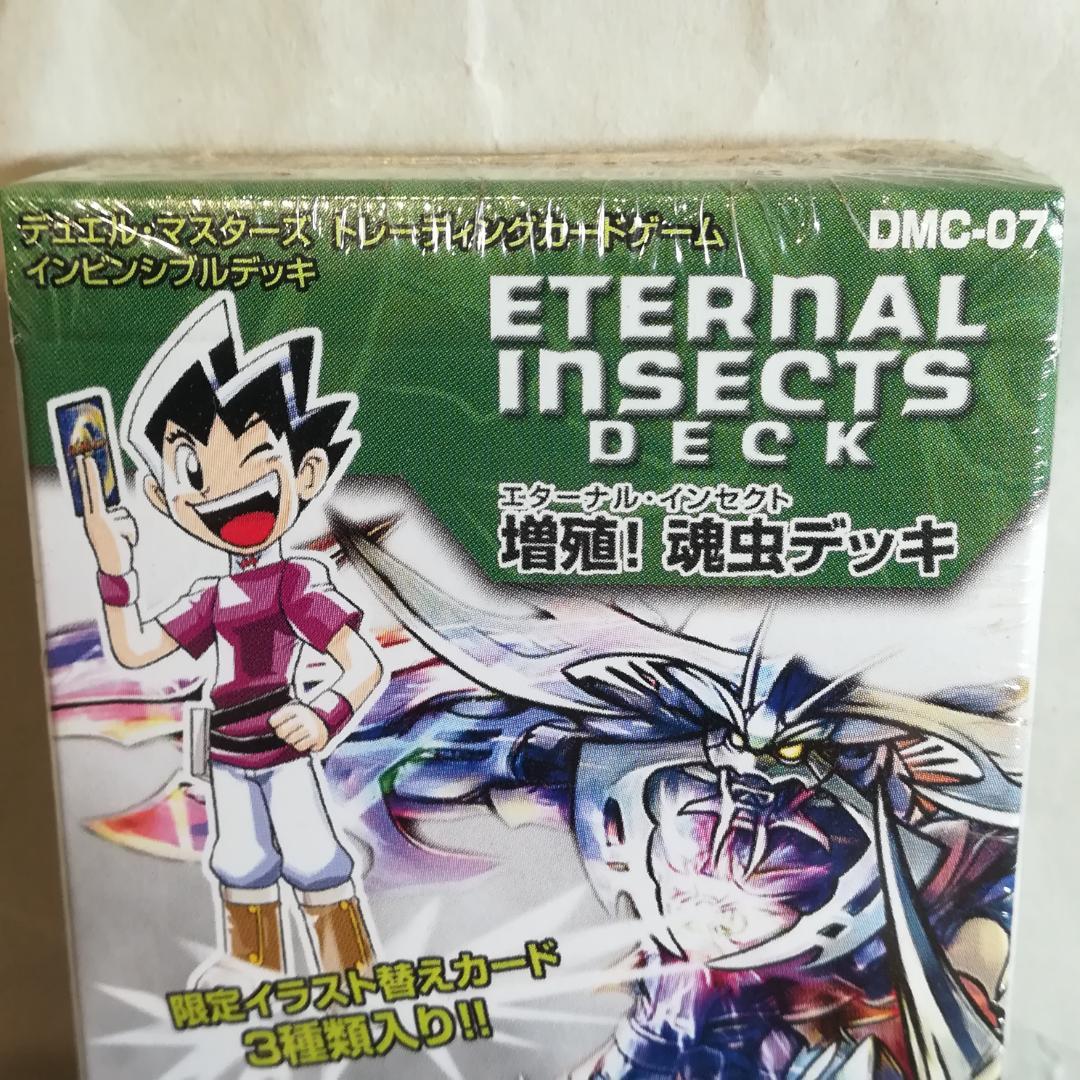 デュエル・マスターズ トレーディングカードゲーム
インビンシブルデッキ
DMC-07
ETERNAL
INSECTS
DECK
エターナル・インセクト
増殖! 魂虫デッキ
限定イラスト替えカード
3種類入り!!